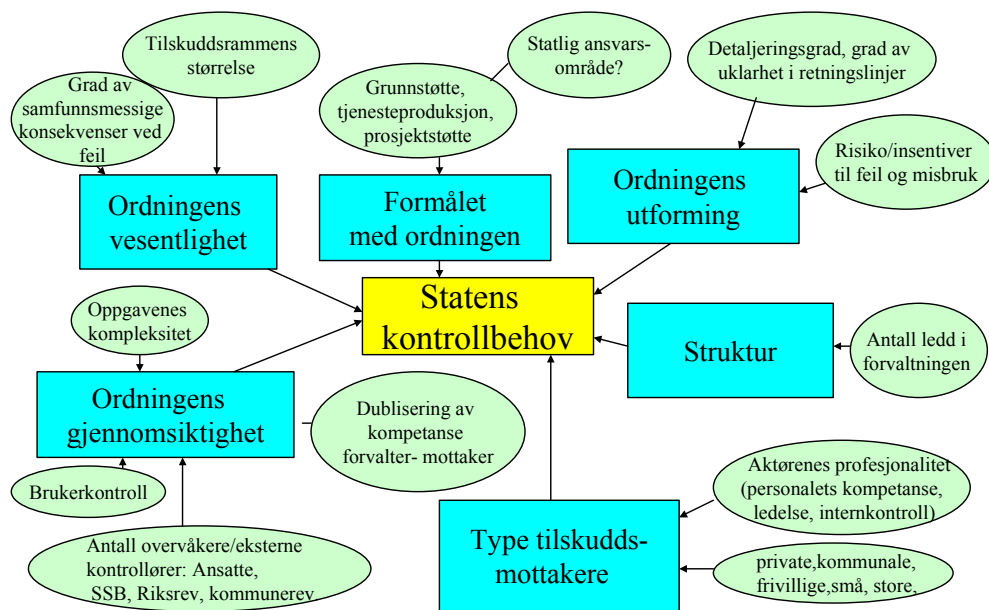 Tilskuddsrammens
størrelse
Grad av
samfunnsmessige
konsekvenser ved
feil
Ordningens
vesentlighet
Statlig ansvars-
område?
Grunnstøtte,
tjenesteproduksjon,
prosjektstøtte
Formålet
med ordningen
Detaljeringsgrad, grad av
uklarhet i retningslinjer
Risiko/insentiver
til feil og misbruk
Ordningens
utforming
Statens
kontrollbehov
Struktur
Antall ledd i
forvaltningen
Oppgavenes
kompleksitet
Ordningens
gjennomsiktighet
Dublisering av
kompetanse
forvalter- mottaker
Brukerkontroll
Antall overvåkere/eksterne
kontrollører: Ansatte,
SSB, Riksrev, kommunerev
Type tilskudds-
mottakere
Aktørenes profesjonalitet
(personalets kompetanse,
ledelse, internkontroll)
private,kommunale,
frivillige,små, store,